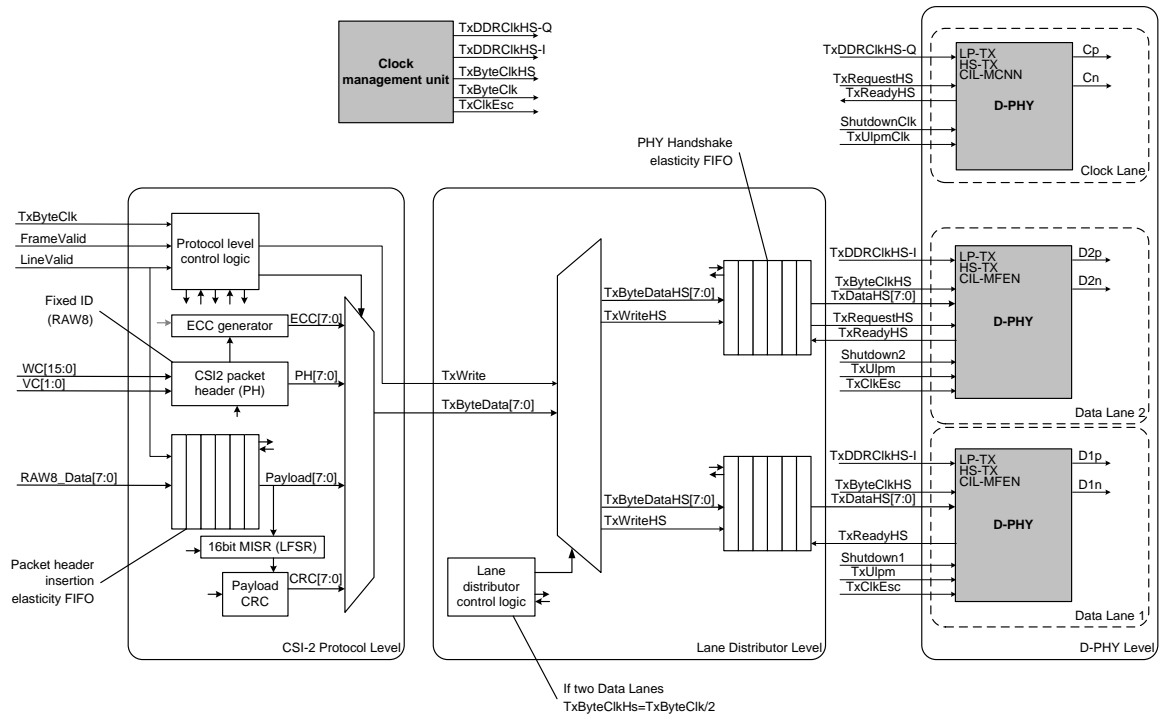 Clock
management unit
TxDDRClkHS-Q
TxDDRClkHS-I
TxByteClkHS
TxByteClk
TxClkEsc
TxDDRClkHS-Q
TxRequestHS
TxReadyHS
ShutdownClk
TxUlpmClk
LP-TX
HS-TX
CIL-MCNN
D-PHY
Cp
Cn
Clock Lane
PHY Handshake
elasticity FIFO
TxByteClk
FrameValid
LineValid
Protocol level
control logic
Fixed ID
(RAW8)
ECC generator
ECC[7:0]
WC[15:0]
VC[1:0]
CSI2 packet
header (PH)
PH[7:0]
RAW8_Data[7:0]
Payload[7:0]
16bit MISR (LFSR)
Payload
CRC
CRC[7:0]
Packet header
insertion
elasticity FIFO
CSI-2 Protocol Level
TxWrite
TxByteData[7:0]
TxByteDataHS[7:0]
TxWriteHS
TxByteDataHS[7:0]
TxWriteHS
Lane
distributor
control logic
Lane Distributor Level
If two Data Lanes
TxByteClkHs=TxByteClk/2
TxDDRClkHS-I
TxByteClkHS
TxDataHS[7:0]
TxRequestHS
TxReadyHS
Shutdown2
TxUlpm
TxClkEsc
LP-TX
HS-TX
CIL-MFEN
D-PHY
D2p
D2n
Data Lane 2
TxDDRClkHS-I
TxByteClkHS
TxDataHS[7:0]
TxReadyHS
Shutdown1
TxUlpm
TxClkEsc
LP-TX
HS-TX
CIL-MFEN
D-PHY
D1p
D1n
Data Lane 1
D-PHY Level